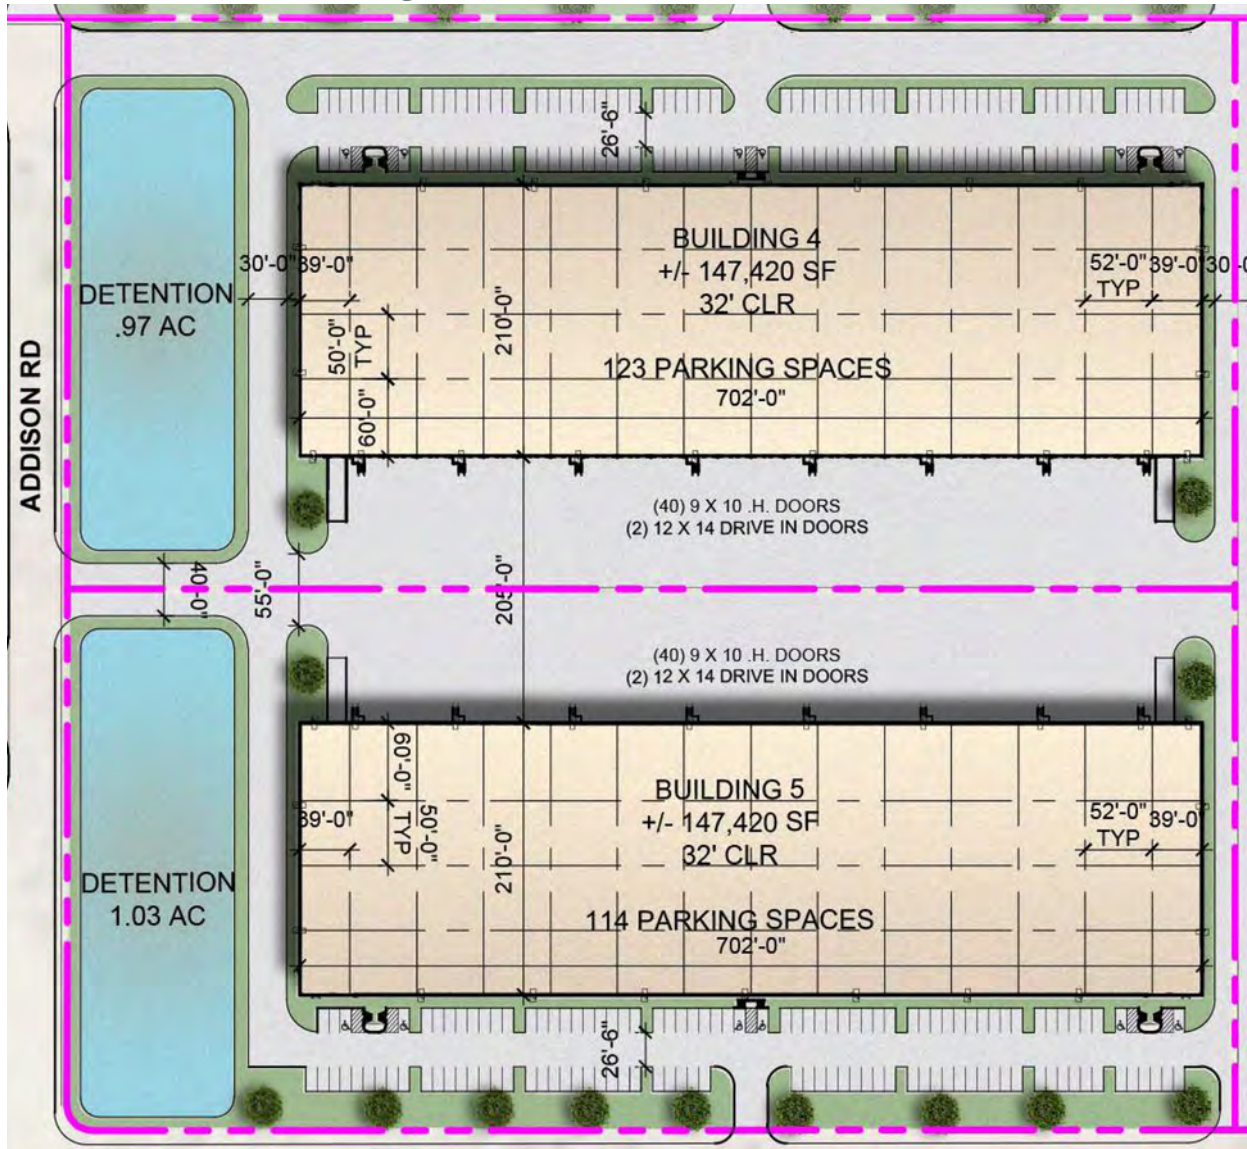 26'-6"
BUILDING 4
+/- 147,420 SF
32' CLR
30'-0"
39'-0"
52'-0"
TYP
39'-0"
30'-0
DETENTION
.97 AC
210'-0"
50'-0"
TYP
60'-0"
123 PARKING SPACES
702'-0"
ADDISON RD
(40) 9 X 10 .H. DOORS
(2) 12 X 14 DRIVE IN DOORS
40'-0"
55'-0"
205'-0"
(40) 9 X 10 .H. DOORS
(2) 12 X 14 DRIVE IN DOORS
60'-0"
50'-0"
TYP
BUILDING 5
+/- 147,420 SF
32' CLR
39'-0"
52'-0"
TYP
39'-0"
DETENTION
1.03 AC
210'-0"
114 PARKING SPACES
702'-0"
26'-6"